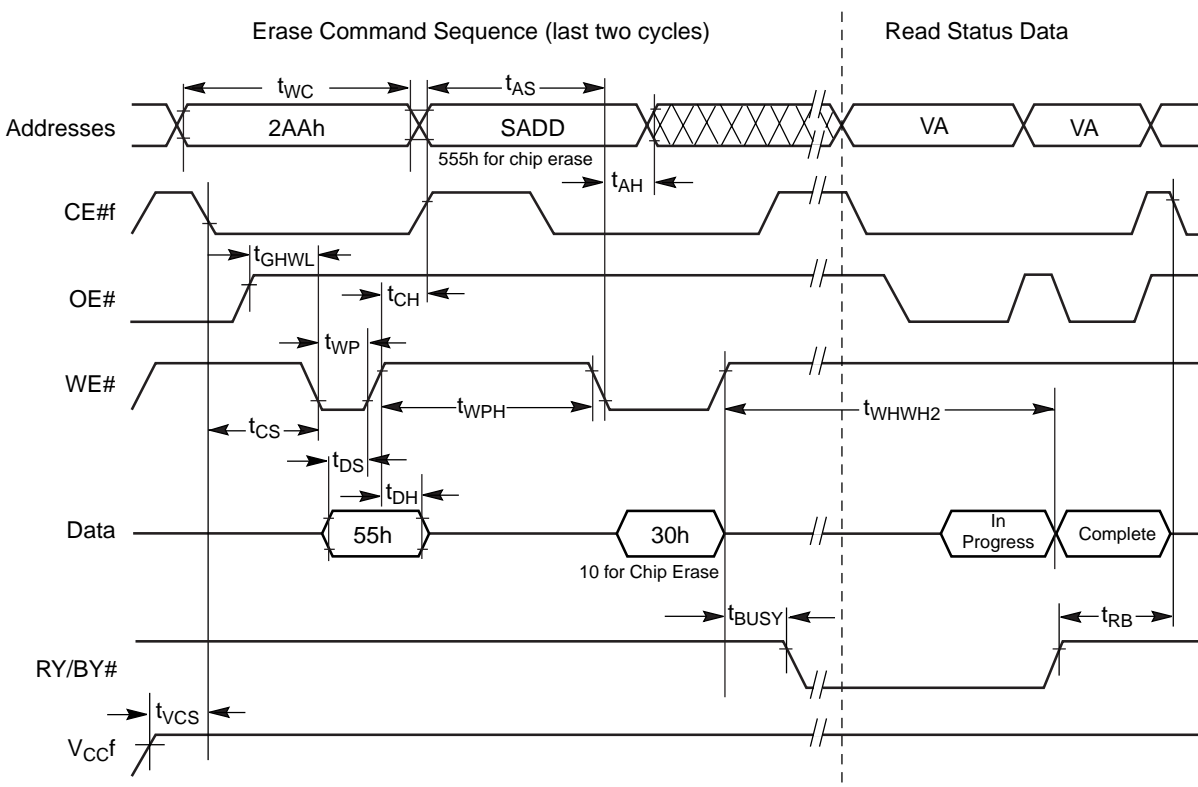 Erase Command Sequence (last two cycles)
Read Status Data
tWC
tAS
Addresses
2AAh
SADD
VA
VA
555h for chip erase
tAH
CE#f
tGHWL
OE#
tCH
tWP
WE#
tWPH
tWHWH2
tCS
tDS
tDH
Data
55h
30h
In
Progress
Complete
10 for Chip Erase
tBUSY
tRB
RY/BY#
tVCS
VCCf